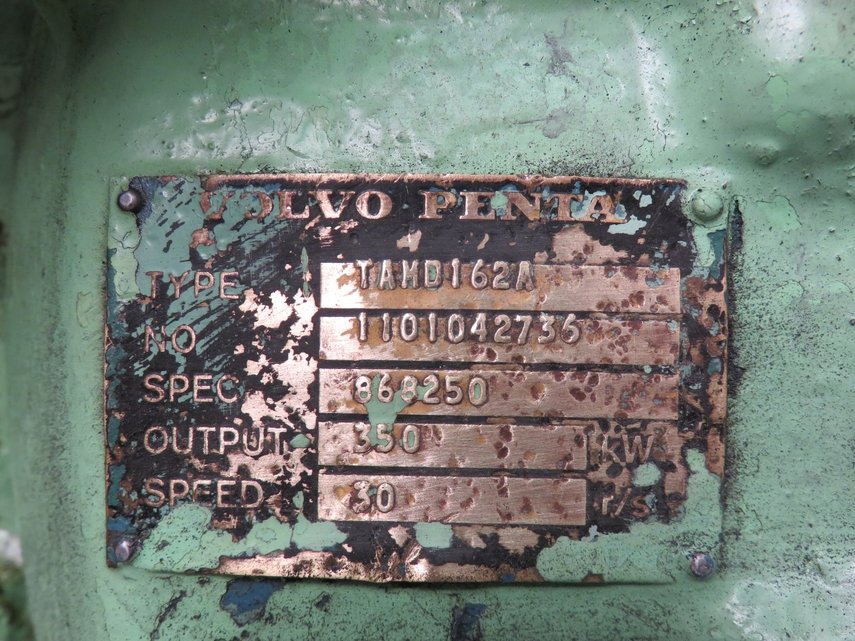 VOLVO PENTA
TYPE TAMD162A
NO 1101042736
SPEC 868250
OUTPUT 350 KW
SPEED 30 r/s